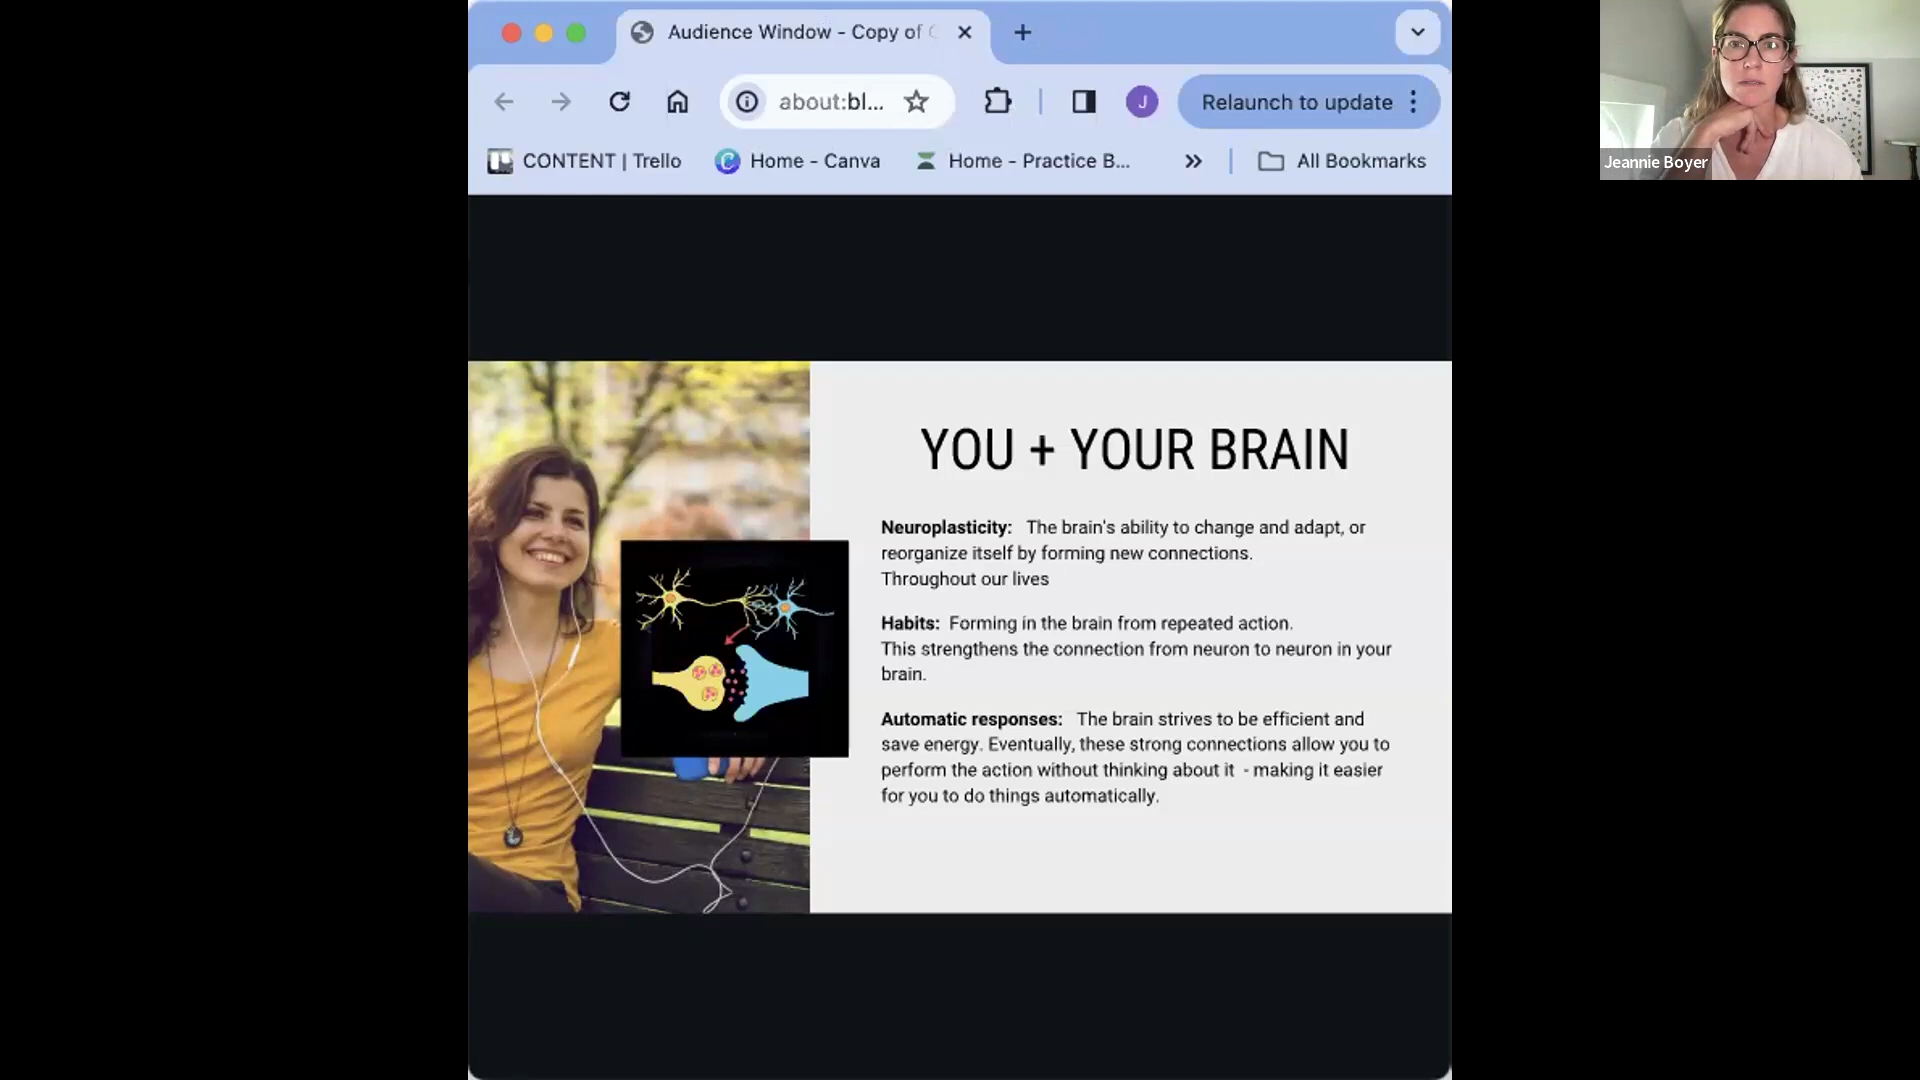 Audience Window - Copy of
about:bl...
J
Relaunch to update
CONTENT | Trello
Home - Canva
Home - Practice B...
All Bookmarks
Jeannie Boyer
YOU + YOUR BRAIN
Neuroplasticity: The brain's ability to change and adapt, or
reorganize itself by forming new connections.
Throughout our lives
Habits: Forming in the brain from repeated action.
This strengthens the connection from neuron to neuron in your
brain.
Automatic responses: The brain strives to be efficient and
save energy. Eventually, these strong connections allow you to
perform the action without thinking about it - making it easier
for you to do things automatically.